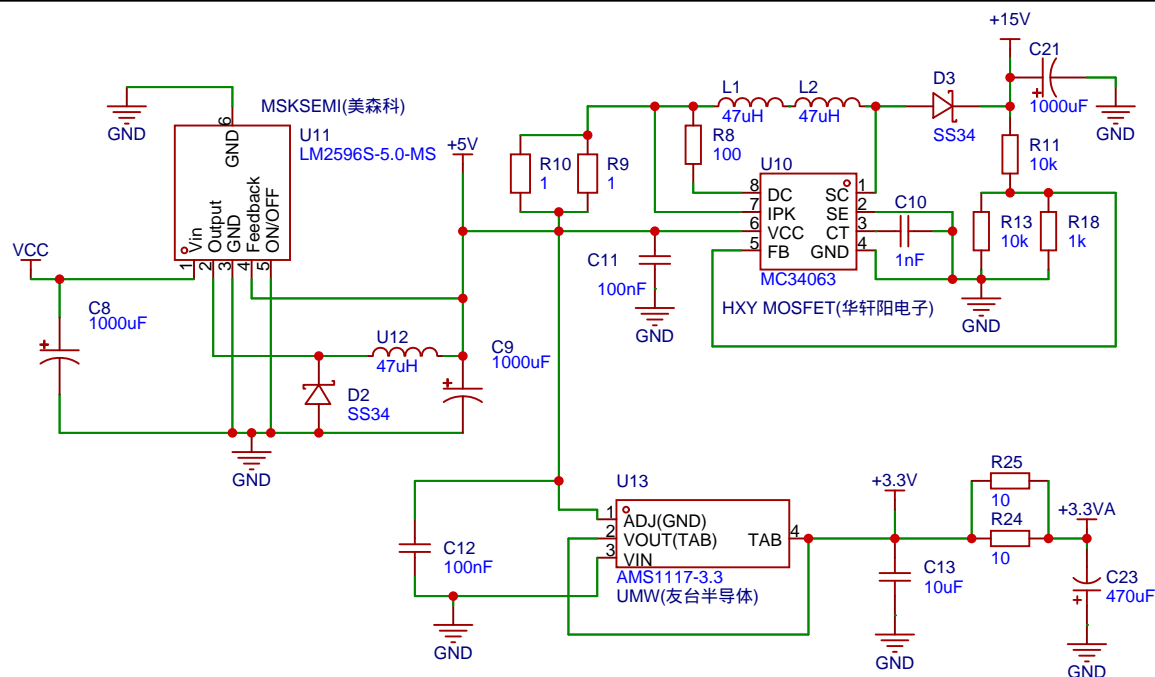 +15V
C21
1000uF
GND
D3
SS34
L1
47uH
L2
47uH
GND
MSKSEMI(美森科)
U11
LM2596S-5.0-MS
6
GND
Vin
Output
GND
Feedback
ON/OFF
1
2
3
4
5
VCC
C8
1000uF
+5V
R10
1
R9
1
R8
100
U10
8
7
6
5
DC
IPK
VCC
FB
SC
SE
CT
GND
1
2
3
4
MC34063
HXY MOSFET(华轩阳电子)
C10
1nF
R11
10k
R13
10k
R18
1k
GND
C11
100nF
GND
U12
47uH
C9
1000uF
D2
SS34
GND
U13
1
2
3
ADJ(GND)
VOUT(TAB)
VIN
TAB
4
AMS1117-3.3
UMW(友台半导体)
C12
100nF
GND
+3.3V
C13
10uF
GND
R25
10
R24
10
+3.3VA
C23
470uF
GND